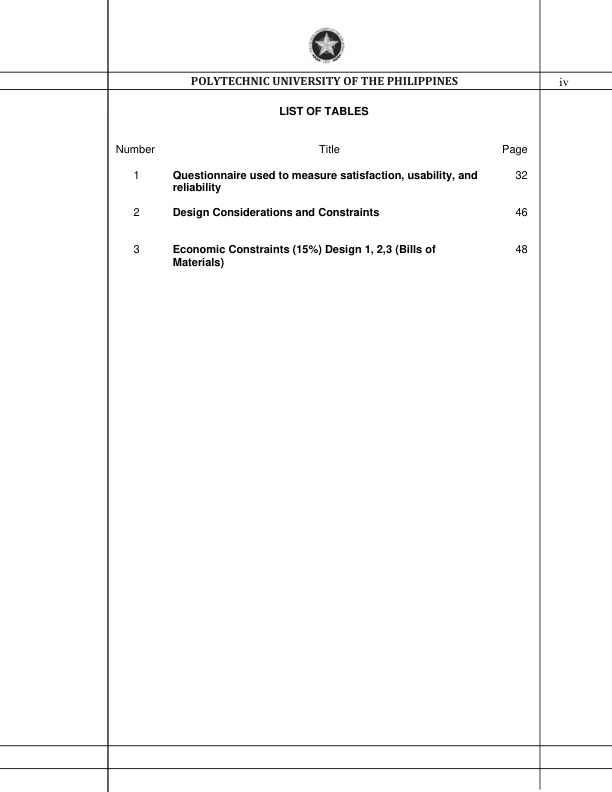 POLYTECHNIC UNIVERSITY OF THE PHILIPPINES iv
LIST OF TABLES
Number Title Page
1 Questionnaire used to measure satisfaction, usability, and 32
reliability
2 Design Considerations and Constraints 46
3 Economic Constraints (15%) Design 1, 2,3 (Bills of 48
Materials)